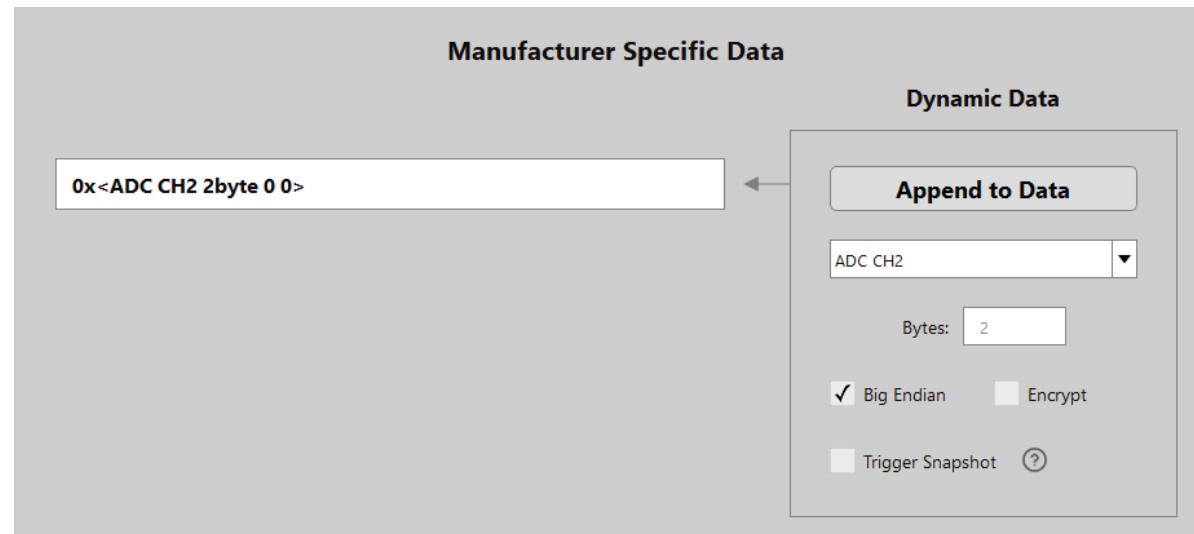 Manufacturer Specific Data
Dynamic Data
0x<ADC CH2 2byte 0 0>
Append to Data
ADC CH2
Bytes: 2
Big Endian Encrypt
Trigger Snapshot ?